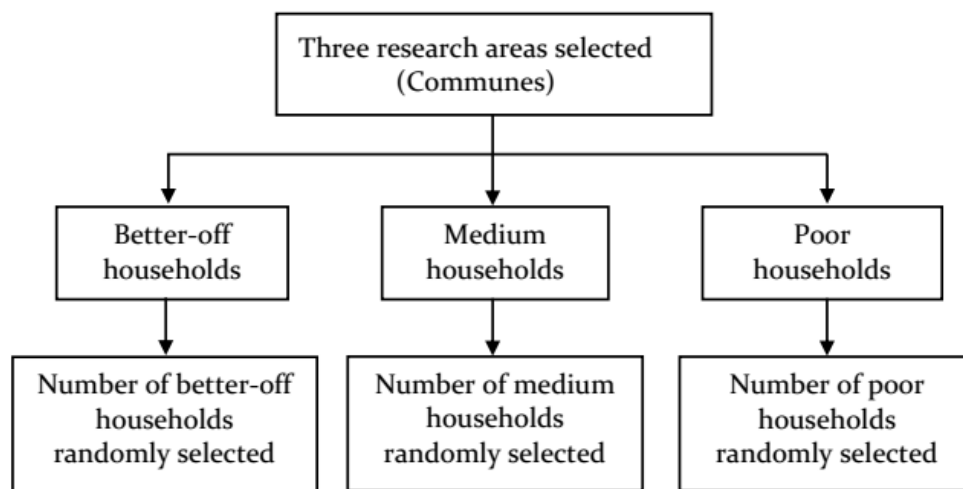 Three research areas selected
(Communes)
Better-off
households
Medium
households
Poor
households
Number of better-off
households
randomly selected
Number of medium
households
randomly selected
Number of poor
households
randomly selected